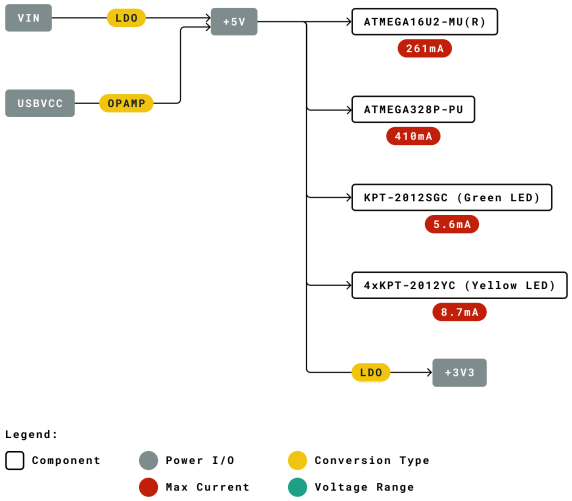 VIN
LDO
+5V
ATMEGA16U2-MU(R)
261mA
USBVCC
OPAMP
ATMEGA328P-PU
410mA
KPT-2012SGC (Green LED)
5.6mA
4xKPT-2012YC (Yellow LED)
8.7mA
LDO
+3V3
Legend:
Component
Power I/O
Conversion Type
Max Current
Voltage Range